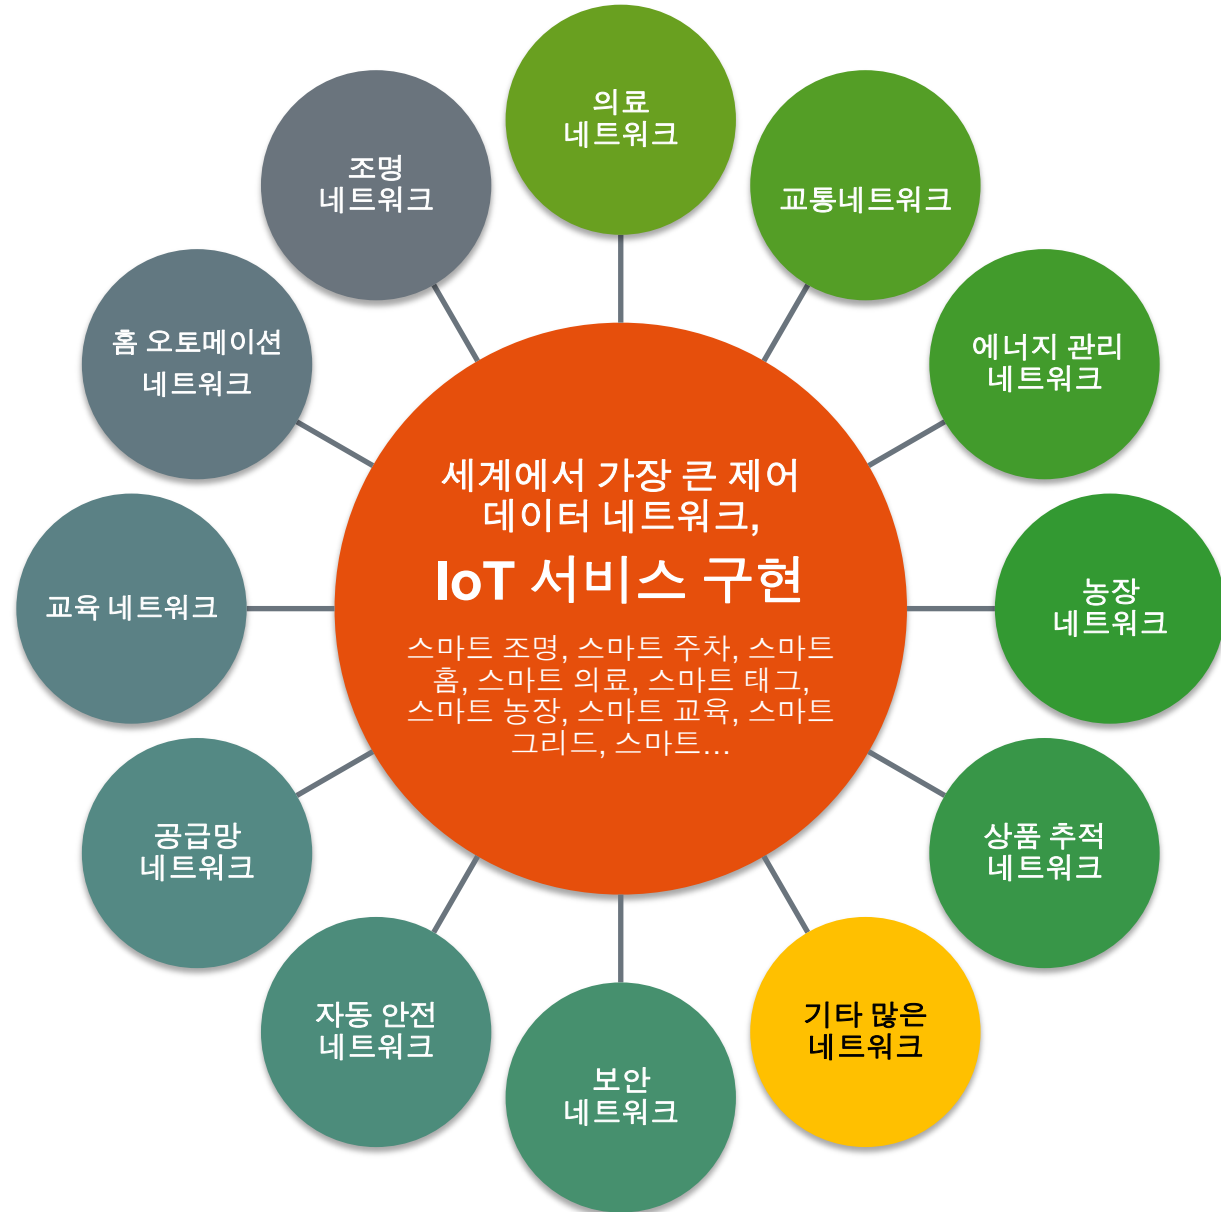 의료
네트워크
교통네트워크
에너지 관리
네트워크
농장
네트워크
상품 추적
네트워크
기타 많은
네트워크
보안
네트워크
자동 안전
네트워크
공급망
네트워크
교육 네트워크
홈 오토메이션
네트워크
조명
네트워크
세계에서 가장 큰 제어
데이터 네트워크,
IoT 서비스 구현
스마트 조명, 스마트 주차, 스마트
홈, 스마트 의료, 스마트 태그,
스마트 농장, 스마트 교육, 스마트
그리드, 스마트…